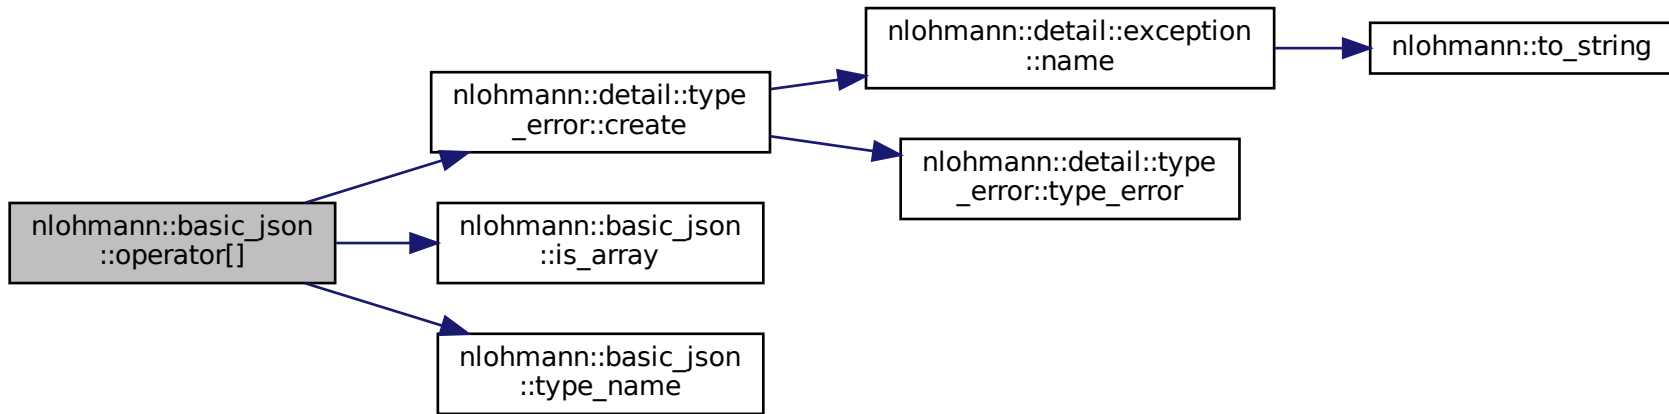 nlohmann::basic_json
::operator[]
nlohmann::detail::type
_error::create
nlohmann::detail::exception
::name
nlohmann::to_string
nlohmann::detail::type
_error::type_error
nlohmann::basic_json
::is_array
nlohmann::basic_json
::type_name